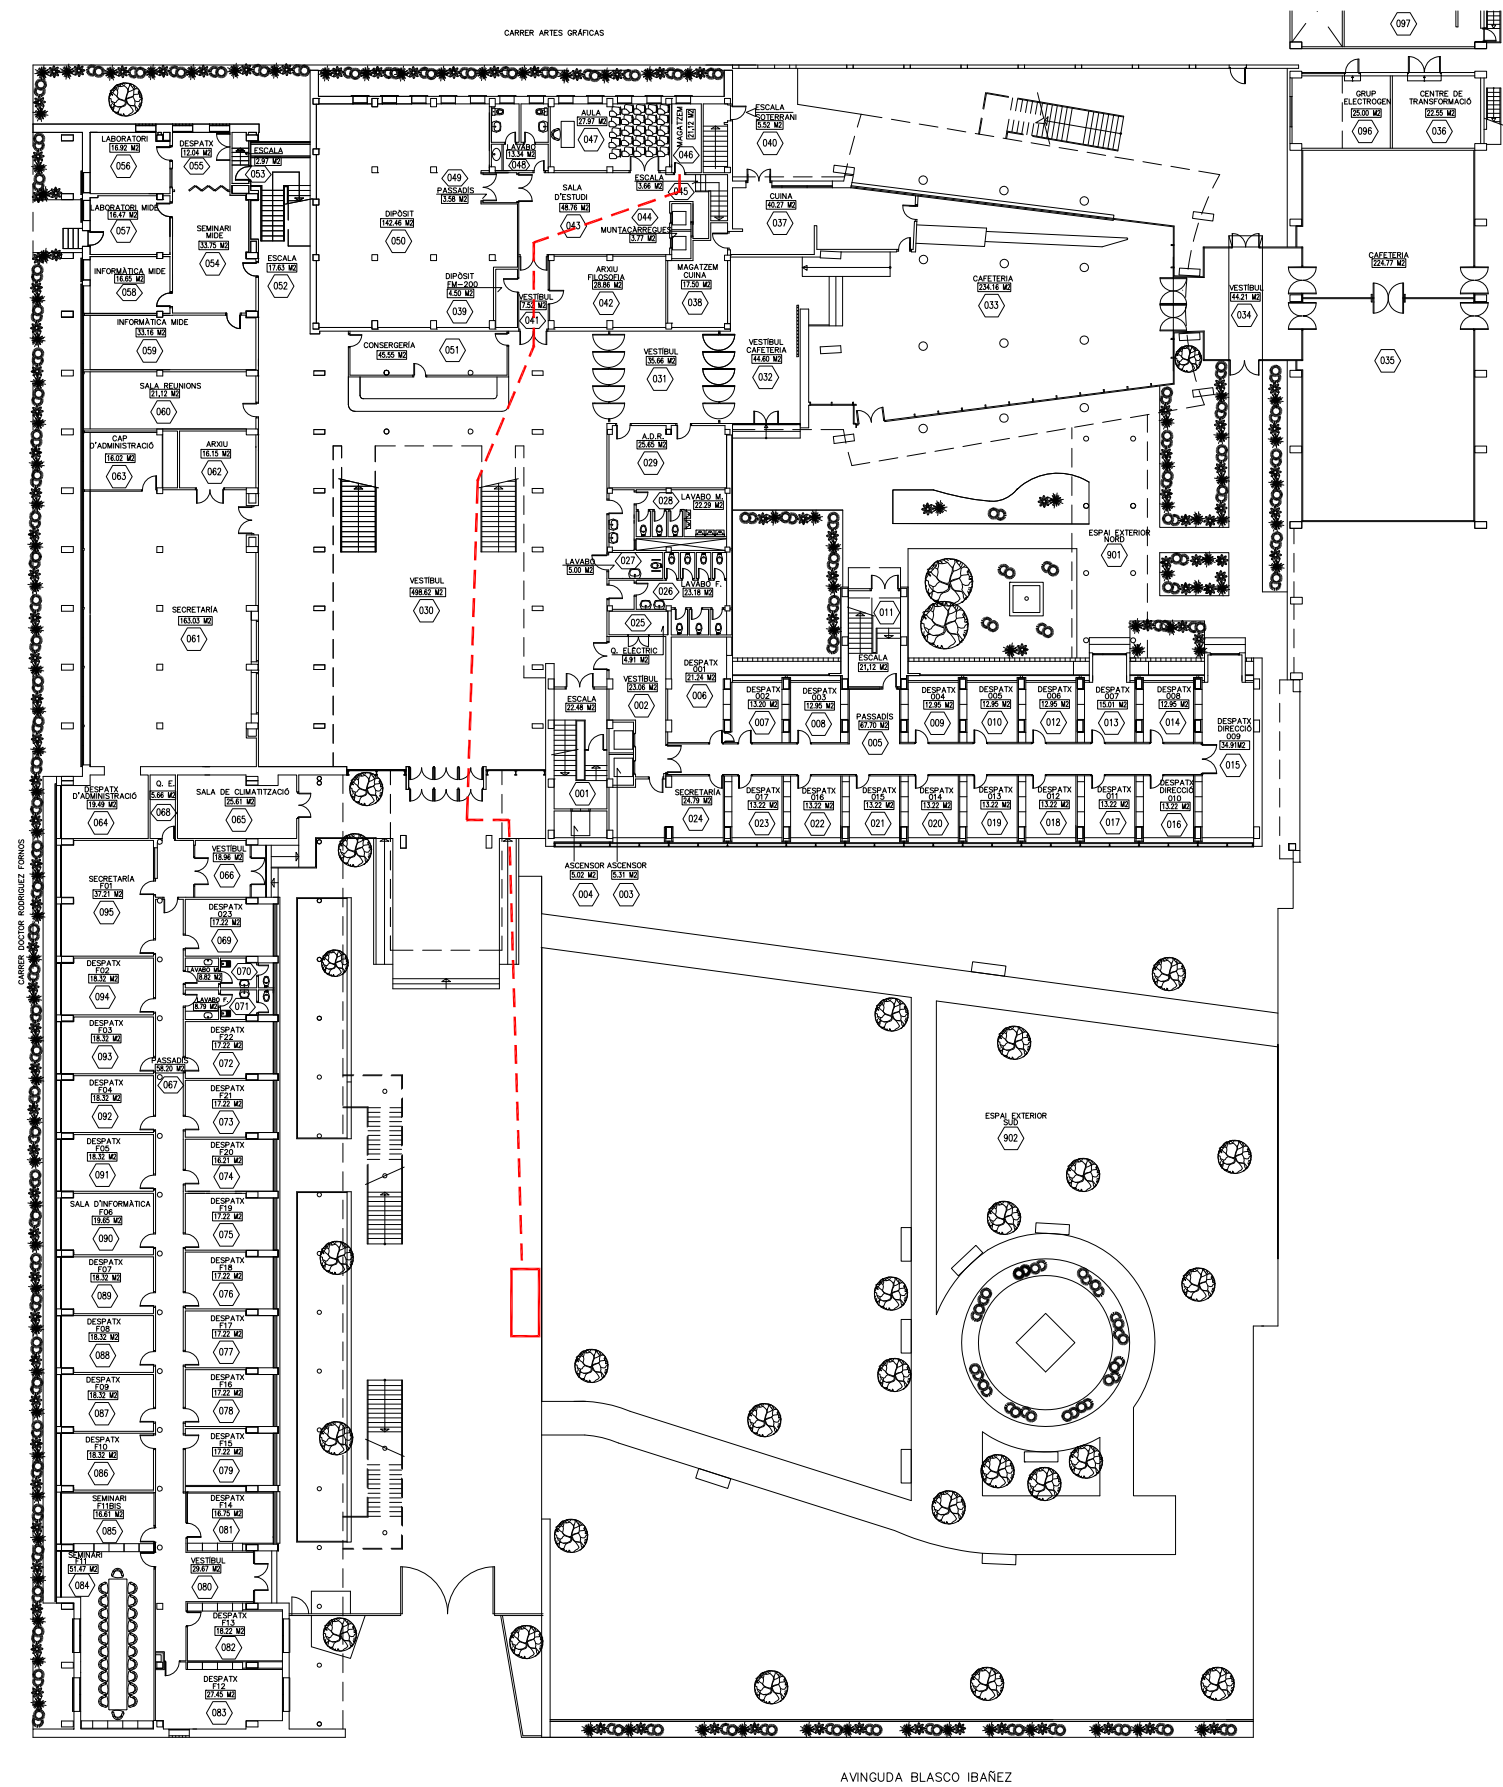 CARRER ARTES GRÁFICAS
097
GRUP
ELECTROGEN
25.00 M2
096
CENTRE DE
TRANSFORMACIÓ
22.55 M2
036
LABORATORI
16.92 M2
056
DESPATX
12.04 M2
055
ESCALA
12.97 M2
053
LAVABO
13.34 M2
048
AULA
27.97 M2
047
MAGATZEM
21,12 M2
046
ESCALA
SOTERRANI
5.52 M2
040
049
PASSADÍS
3.58 M2
SALA
D'ESTUDI
48.76 M2
043
ESCALA
3.66 M2
045
044
MUNTACÀRREGUES
3.77 M2
CUINA
40.27 M2
037
LABORATORI MIDE
16.47 M2
057
SEMINARI
MIDE
33.75 M2
054
DIPÒSIT
142.46 M2
050
ESCALA
17.63 M2
052
INFORMÀTICA MIDE
16.65 M2
058
DIPÒSIT
FM-200
4.50 M2
039
VESTÍBUL
7.52 M2
041
ARXIU
FILOSOFIA
28.86 M2
042
MAGATZEM
CUINA
17.50 M2
038
CAFETERIA
234.16 M2
033
VESTÍBUL
44.21 M2
034
CAFETERIA
224.77 M2
035
INFORMÀTICA MIDE
33.16 M2
059
CONSERGERÍA
45.55 M2
051
VESTÍBUL
35.66 M2
031
VESTÍBUL
CAFETERIA
44.60 M2
032
SALA REUNIONS
21,12 M2
060
CAP
D'ADMINISTRACIÓ
16.02 M2
063
ARXIU
16.15 M2
062
A.D.R.
25.65 M2
029
028
LAVABO M.
22.29 M2
ESPAI EXTERIOR
NORD
901
LAVABO
5.00 M2
027
LAVABO F.
23.18 M2
026
025
VESTÍBUL
498.62 M2
030
SECRETARÍA
163.03 M2
061
011
ESCALA
21,12 M2
Q. ELÈCTRIC
4.91 M2
VESTÍBUL
23.06 M2
002
DESPATX
001
21.24 M2
006
ESCALA
22.48 M2
001
DESPATX
002
13.20 M2
007
DESPATX
003
12.95 M2
008
PASSADÍS
67.70 M2
005
DESPATX
004
12.95 M2
009
DESPATX
005
12.95 M2
010
DESPATX
006
12.95 M2
012
DESPATX
007
15.01 M2
013
DESPATX
008
12.95 M2
014
DESPATX
DIRECCIÓ
009
34.91M2
015
DESPATX
D'ADMINISTRACIÓ
19.49 M2
064
Q. E.
5.66 M2
068
SALA DE CLIMATITZACIÓ
25.61 M2
065
SECRETARÍA
24.79 M2
024
DESPATX
017
13.22 M2
023
DESPATX
016
13.22 M2
022
DESPATX
015
13.22 M2
021
DESPATX
014
13.22 M2
020
DESPATX
013
13.22 M2
019
DESPATX
012
13.22 M2
018
DESPATX
011
13.22 M2
017
DESPATX
DIRECCIÓ
010
13.22 M2
016
ASCENSOR
5.02 M2
004
ASCENSOR
5.31 M2
003
CARRER DOCTOR RODRIGUEZ FORNOS
VESTÍBUL
18.96 M2
066
SECRETARÍA
F01
37.21 M2
095
DESPATX
023
17.22 M2
069
DESPATX
F02
18.32 M2
094
LAVABO M.
8.82 M2
070
LAVABO F.
8.79 M2
071
DESPATX
F03
18.32 M2
093
DESPATX
F22
17.22 M2
072
PASSADÍS
58.20 M2
067
DESPATX
F04
18.32 M2
092
DESPATX
F21
17.22 M2
073
DESPATX
F05
18.32 M2
091
DESPATX
F20
16.21 M2
074
ESPAI EXTERIOR
SUD
902
SALA D'INFORMÀTICA
F06
19.65 M2
090
DESPATX
F19
17.22 M2
075
DESPATX
F07
18.32 M2
089
DESPATX
F18
17.22 M2
076
DESPATX
F08
18.32 M2
088
DESPATX
F17
17.22 M2
077
DESPATX
F09
18.32 M2
087
DESPATX
F16
17.22 M2
078
DESPATX
F10
18.32 M2
086
DESPATX
F15
17.22 M2
079
SEMINARI
F11BIS
16.61 M2
085
DESPATX
F14
16.75 M2
081
SEMINARI
F11
51.47 M2
084
VESTÍBUL
29.67 M2
080
DESPATX
F13
18.22 M2
082
DESPATX
F12
27.45 M2
083
AVINGUDA BLASCO IBAÑEZ